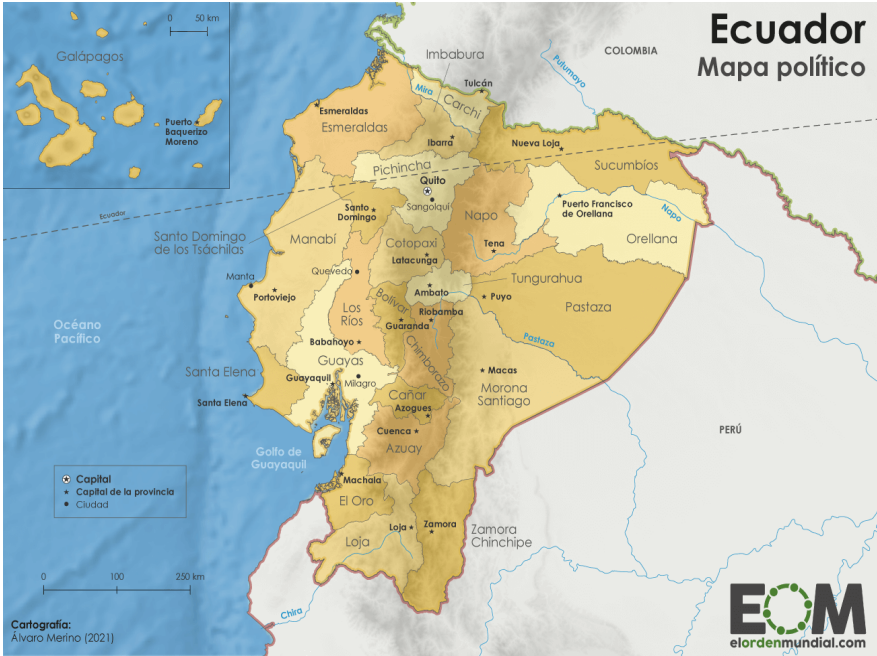 Ecuador
Mapa político
0
50 km
Galápagos
Puerto
Baquerizo
Moreno
COLOMBIA
Putumayo
Imbabura
Tulcán
Mira
Carchi
Esmeraldas
Esmeraldas
Ibarra
Nueva Loja
Sucumbíos
Pichincha
Quito
Sangolquí
Ecuador
Santo
Domingo
Napo
Puerto Francisco
de Orellana
Napo
Orellana
Santo Domingo
de los Tsáchilas
Manabí
Cotopaxi
Latacunga
Tena
Manta
Quevedo
Portoviejo
Ambato
Tungurahua
Puyo
Bolívar
Los
Ríos
Riobamba
Guaranda
Pastaza
Pastaza
Océano
Pacífico
Babahoyo
Chimborazo
Guayas
Santa Elena
Guayaquil
Milagro
Macas
Morona
Santiago
Santa Elena
Cañar
Azogues
Cuenca
Azuay
PERÚ
Golfo de
Guayaquil
Machala
El Oro
Loja
Zamora
Loja
Zamora
Chinchipe
Capital
Capital de la provincia
Ciudad
0
100
250 km
Chira
Cartografía:
Álvaro Merino (2021)
EOM
elordenmundial.com